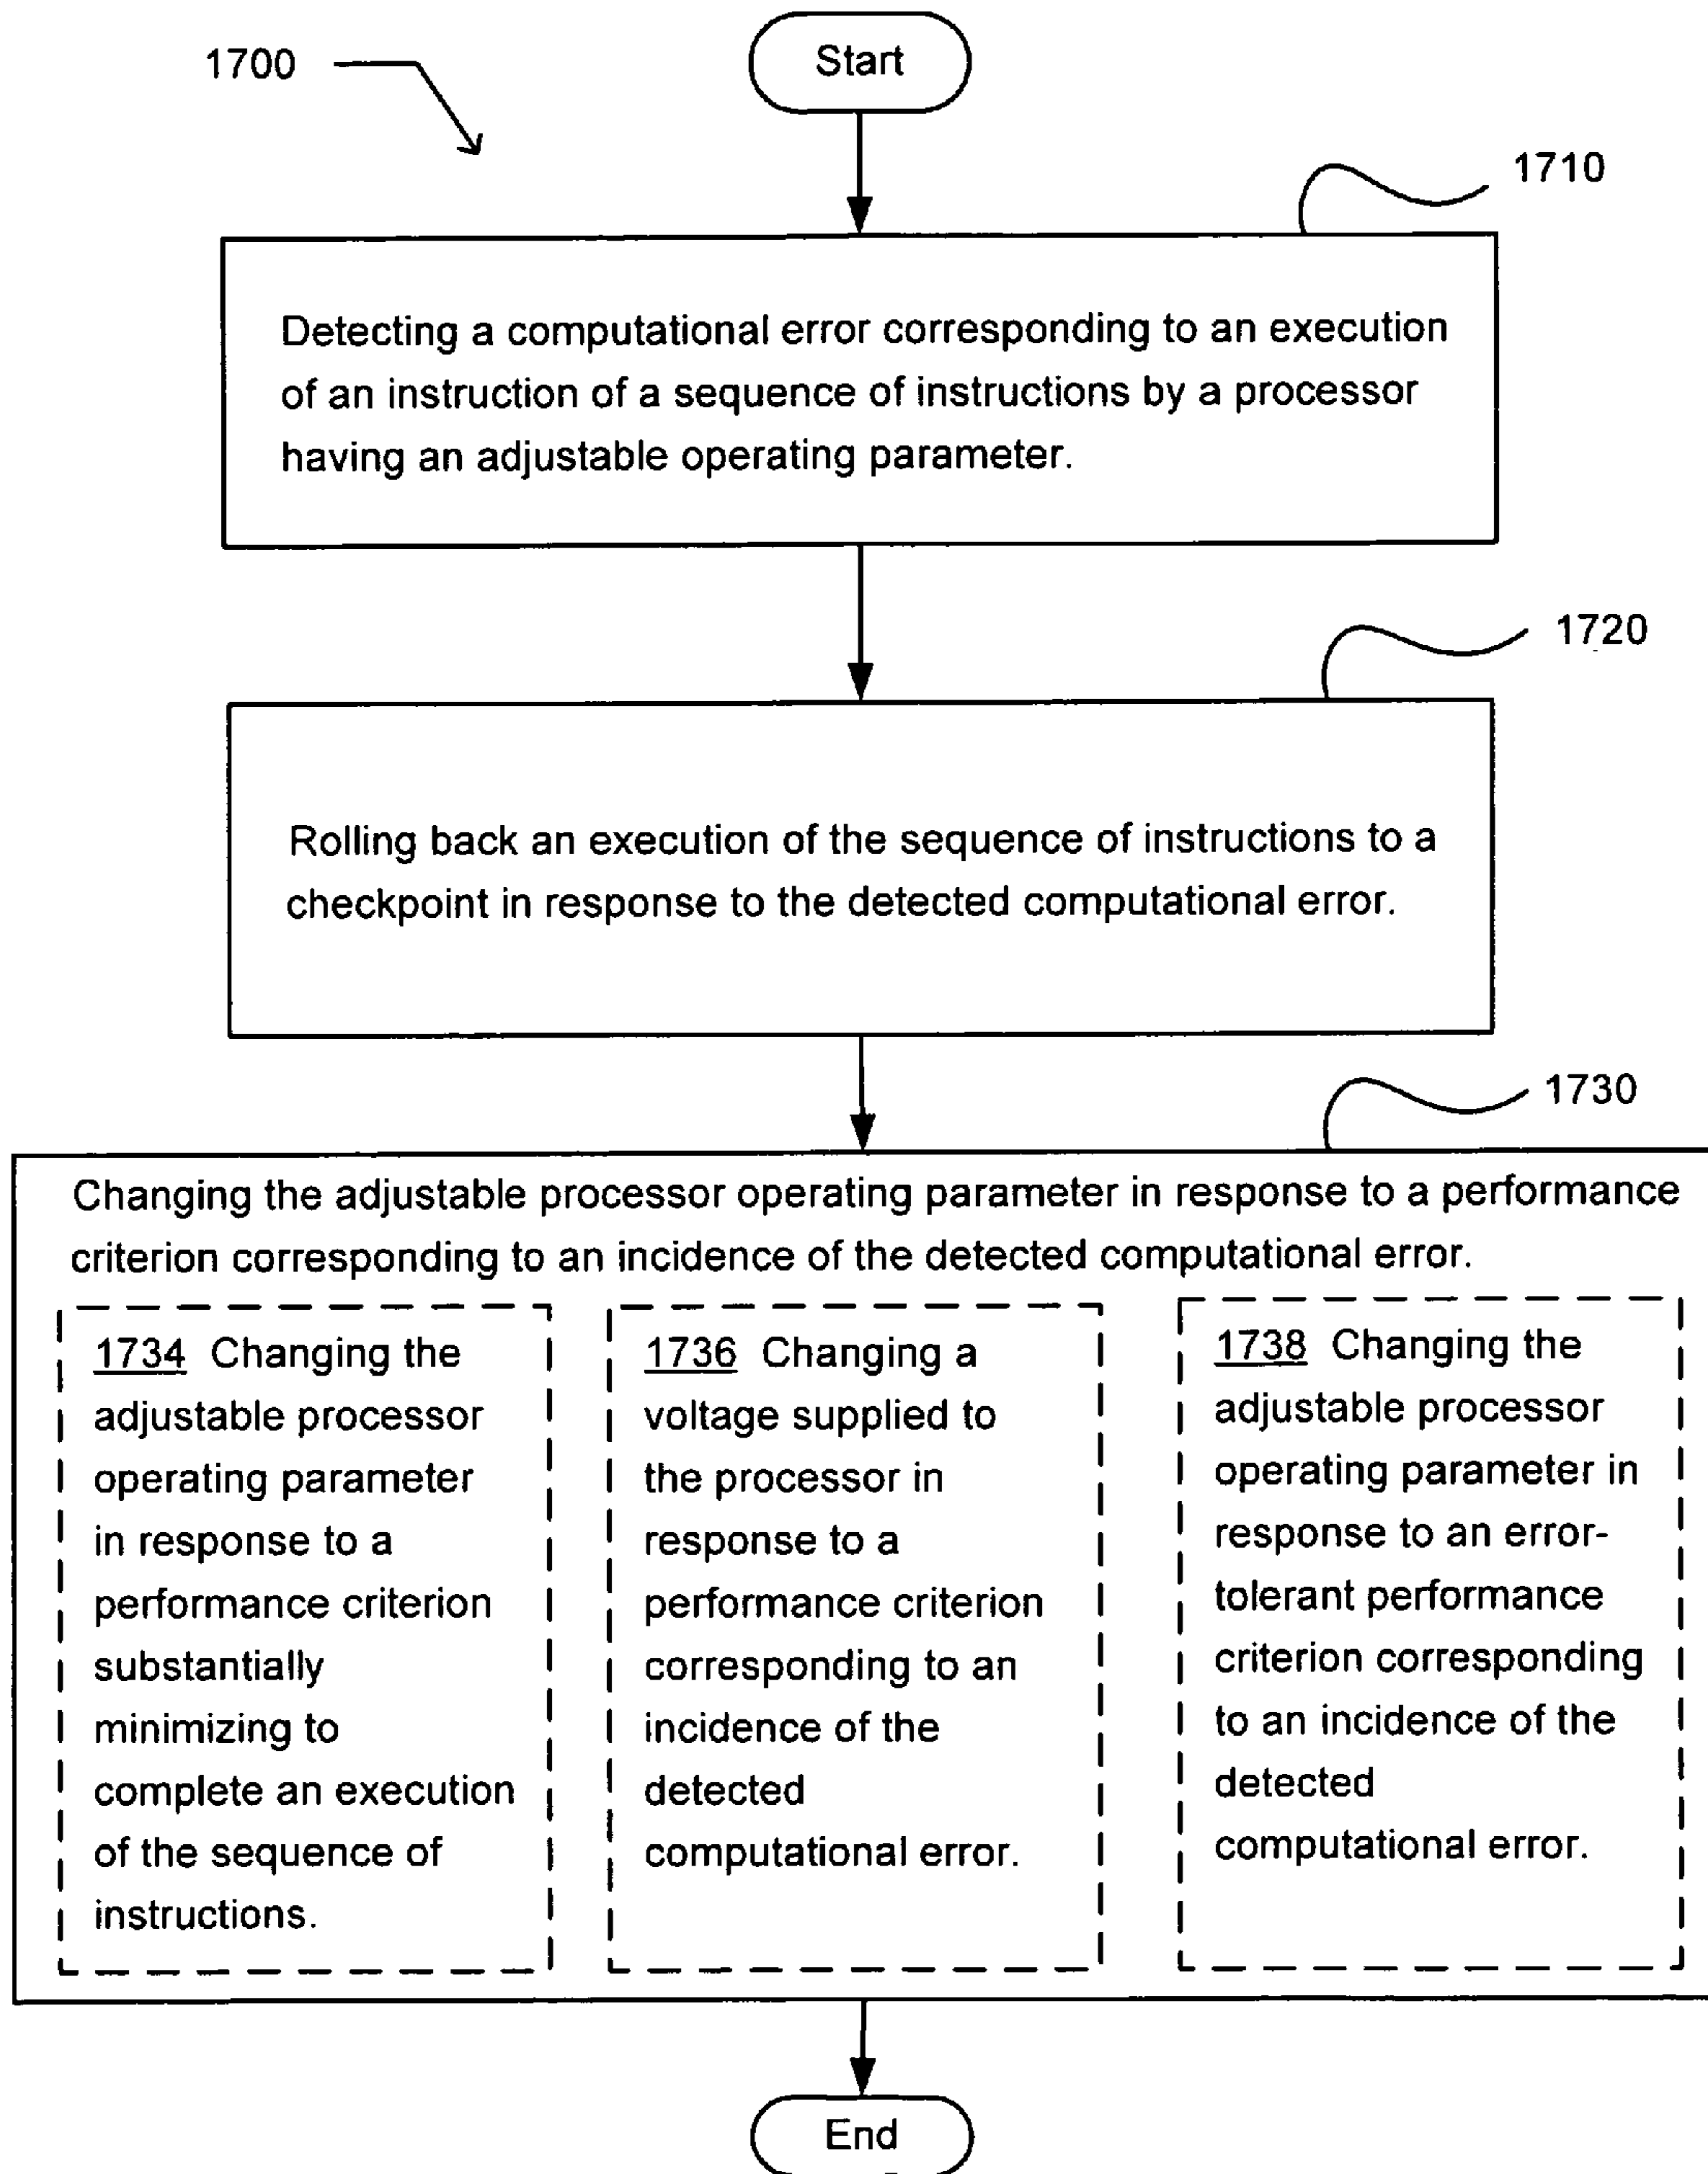 Start
1700
1710
Detecting a computational error corresponding to an execution
of an instruction of a sequence of instructions by a processor
having an adjustable operating parameter.
1720
Rolling back an execution of the sequence of instructions to a
checkpoint in response to the detected computational error.
1730
Changing the adjustable processor operating parameter in response to a performance
criterion corresponding to an incidence of the detected computational error.
1734 Changing the
adjustable processor
operating parameter
in response to a
performance criterion
substantially
minimizing to
complete an execution
of the sequence of
instructions.
1736 Changing a
voltage supplied to
the processor in
response to a
performance criterion
corresponding to an
incidence of the
detected
computational error.
1738 Changing the
adjustable processor
operating parameter in
response to an error-
tolerant performance
criterion corresponding
to an incidence of the
detected
computational error.
End